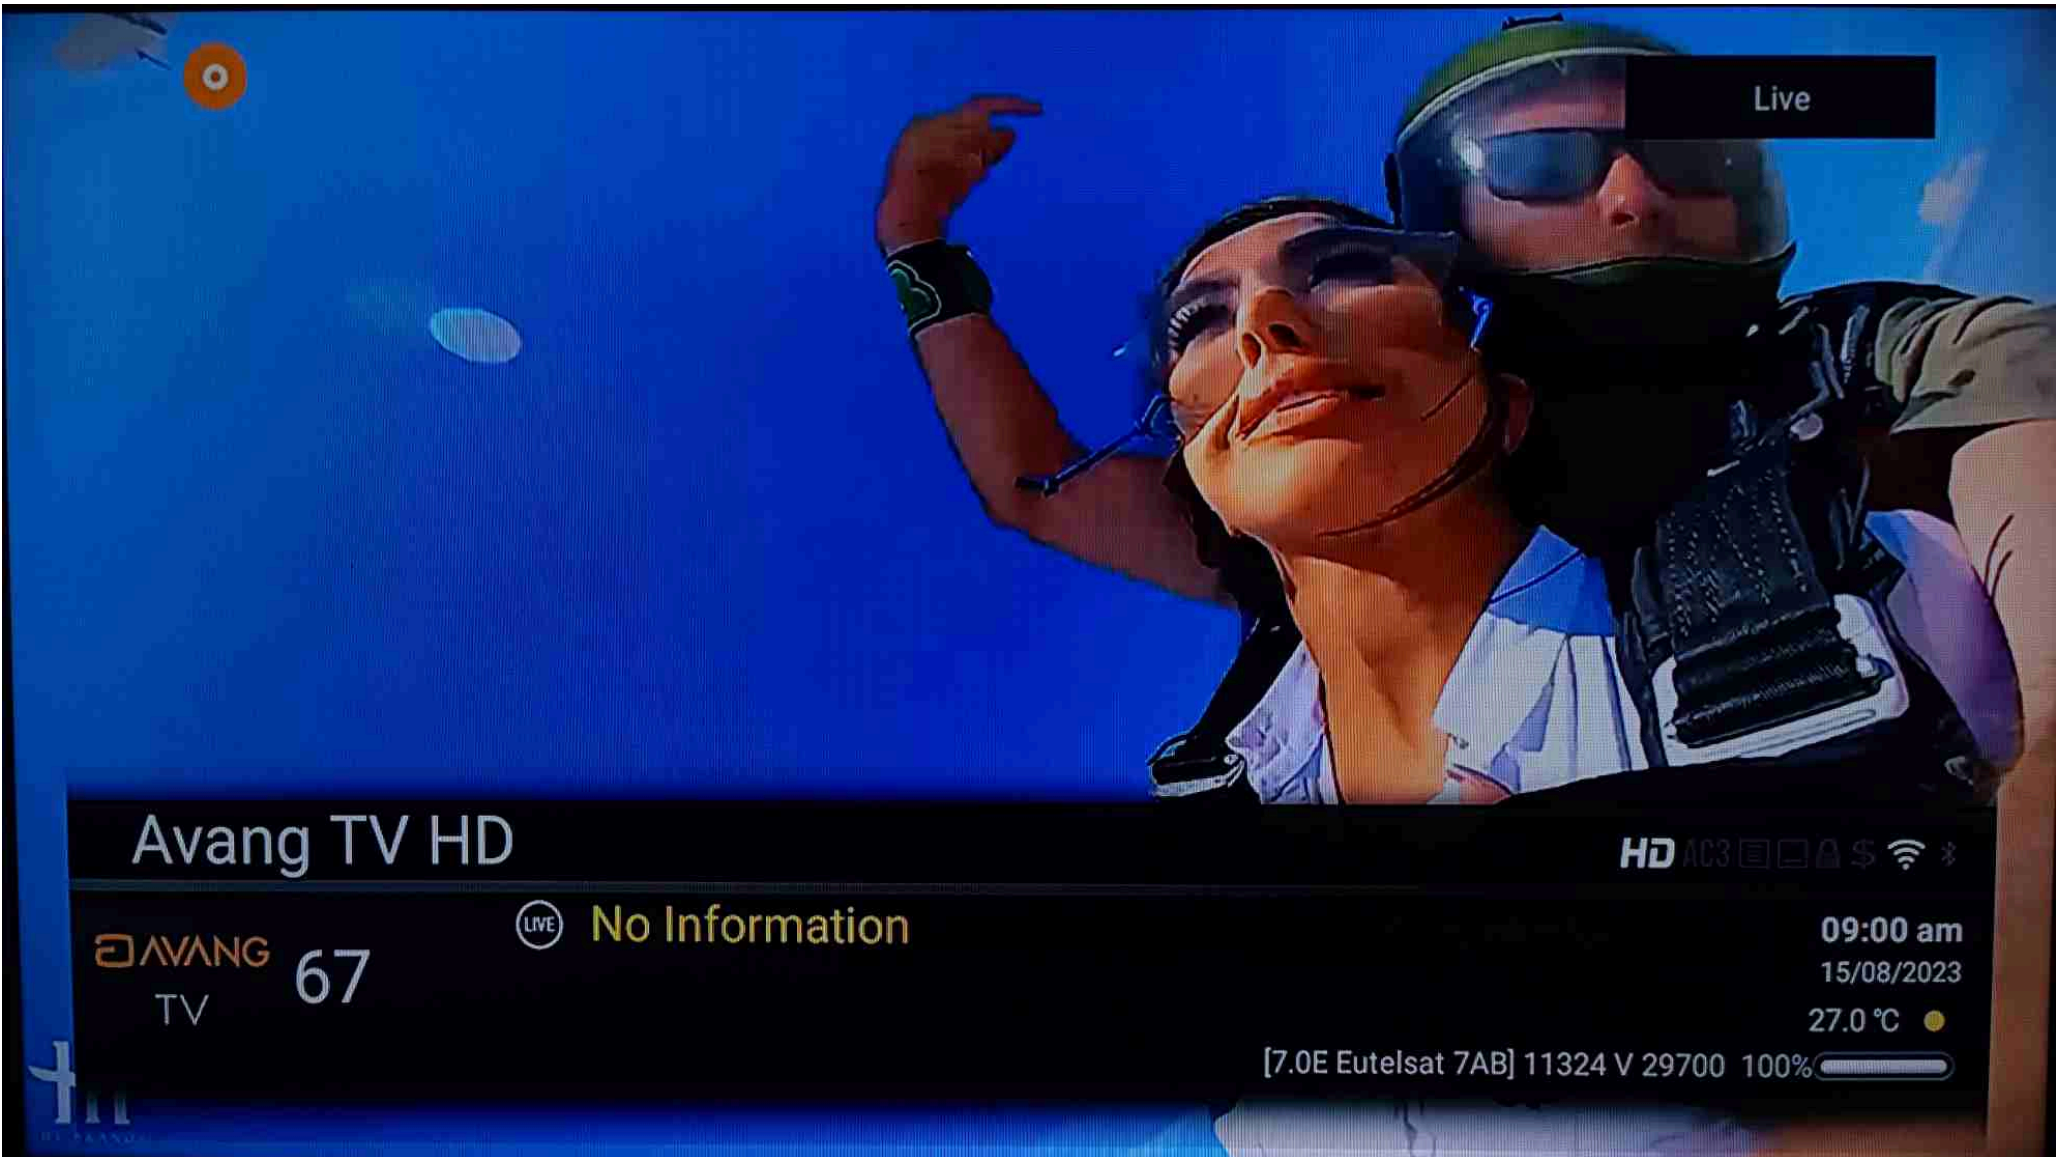 Live
Avang TV HD
HD AC3 $
AVANG
TV
67
LIVE No Information
09:00 am
15/08/2023
27.0 °C
[7.0E Eutelsat 7AB] 11324 V 29700 100%